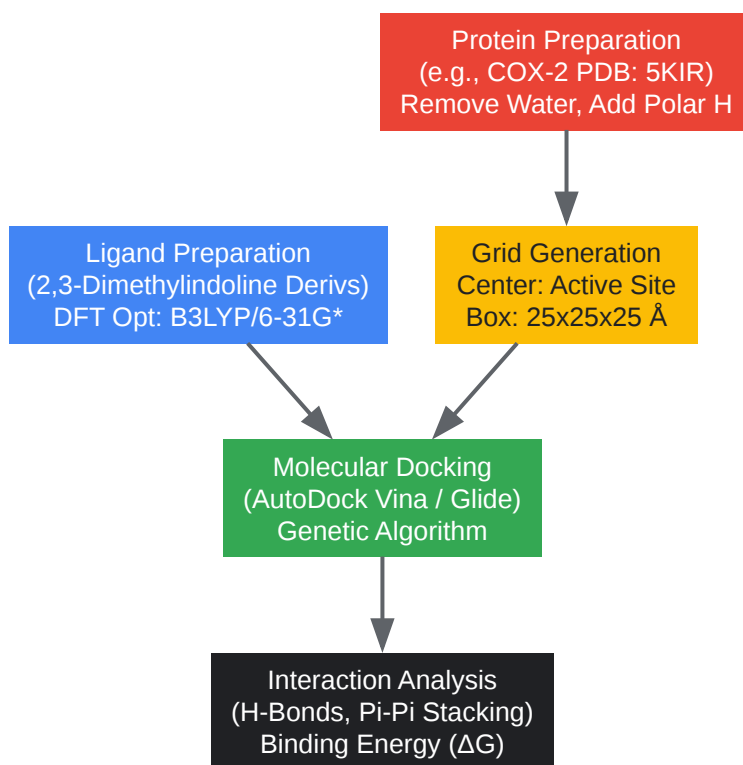 Protein Preparation
(e.g., COX-2 PDB: 5KIR)
Remove Water, Add Polar H
Ligand Preparation
(2,3-Dimethylindoline Derivs)
DFT Opt: B3LYP/6-31G*
Grid Generation
Center: Active Site
Box: 25x25x25 Å
Molecular Docking
(AutoDock Vina / Glide)
Genetic Algorithm
Interaction Analysis
(H-Bonds, Pi-Pi Stacking)
Binding Energy (ΔG)